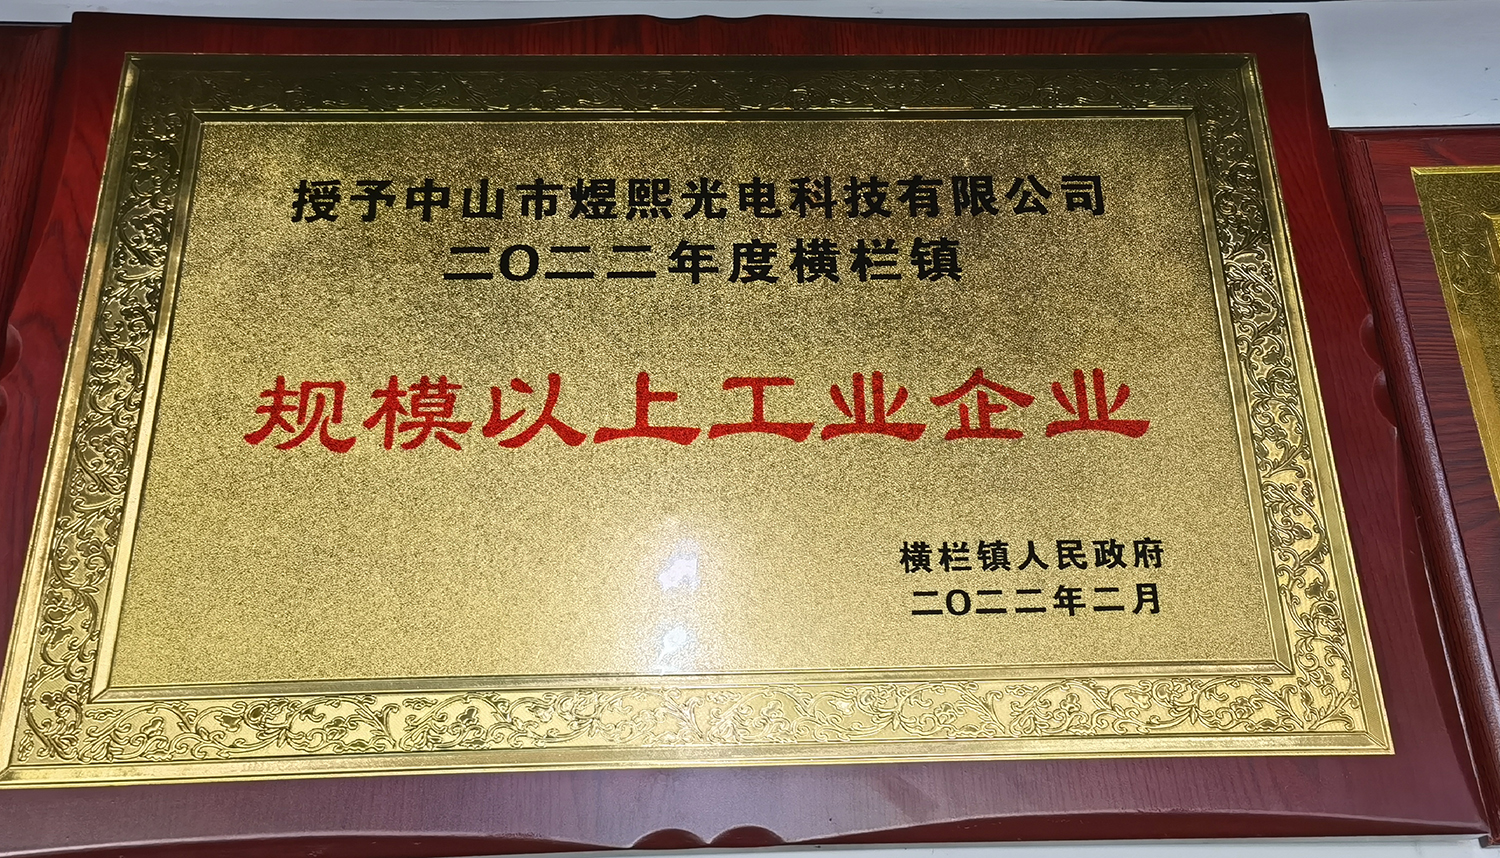 授予中山市煜熙光电科技有限公司
二〇二二年度横栏镇
规模以上工业企业
横栏镇人民政府
二〇二二年二月